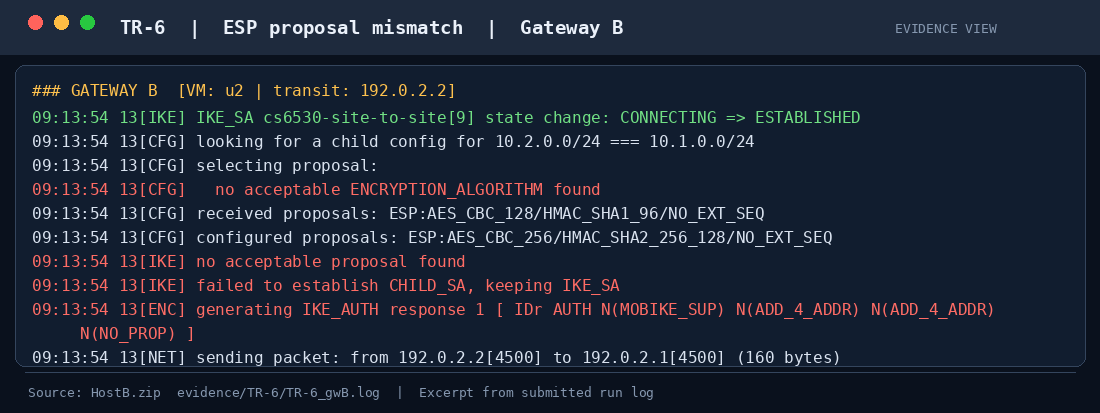 TR-6  |  ESP proposal mismatch  |  Gateway B
EVIDENCE VIEW
### GATEWAY B  [VM: u2 | transit: 192.0.2.2]
09:13:54 13[IKE] IKE_SA cs6530-site-to-site[9] state change: CONNECTING => ESTABLISHED
09:13:54 13[CFG] looking for a child config for 10.2.0.0/24 === 10.1.0.0/24
09:13:54 13[CFG] selecting proposal:
09:13:54 13[CFG]   no acceptable ENCRYPTION_ALGORITHM found
09:13:54 13[CFG] received proposals: ESP:AES_CBC_128/HMAC_SHA1_96/NO_EXT_SEQ
09:13:54 13[CFG] configured proposals: ESP:AES_CBC_256/HMAC_SHA2_256_128/NO_EXT_SEQ
09:13:54 13[IKE] no acceptable proposal found
09:13:54 13[IKE] failed to establish CHILD_SA, keeping IKE_SA
09:13:54 13[ENC] generating IKE_AUTH response 1 [ IDr AUTH N(MOBIKE_SUP) N(ADD_4_ADDR) N(ADD_4_ADDR)
N(NO_PROP) ]
09:13:54 13[NET] sending packet: from 192.0.2.2[4500] to 192.0.2.1[4500] (160 bytes)
Source: HostB.zip  evidence/TR-6/TR-6_gwB.log  |  Excerpt from submitted run log